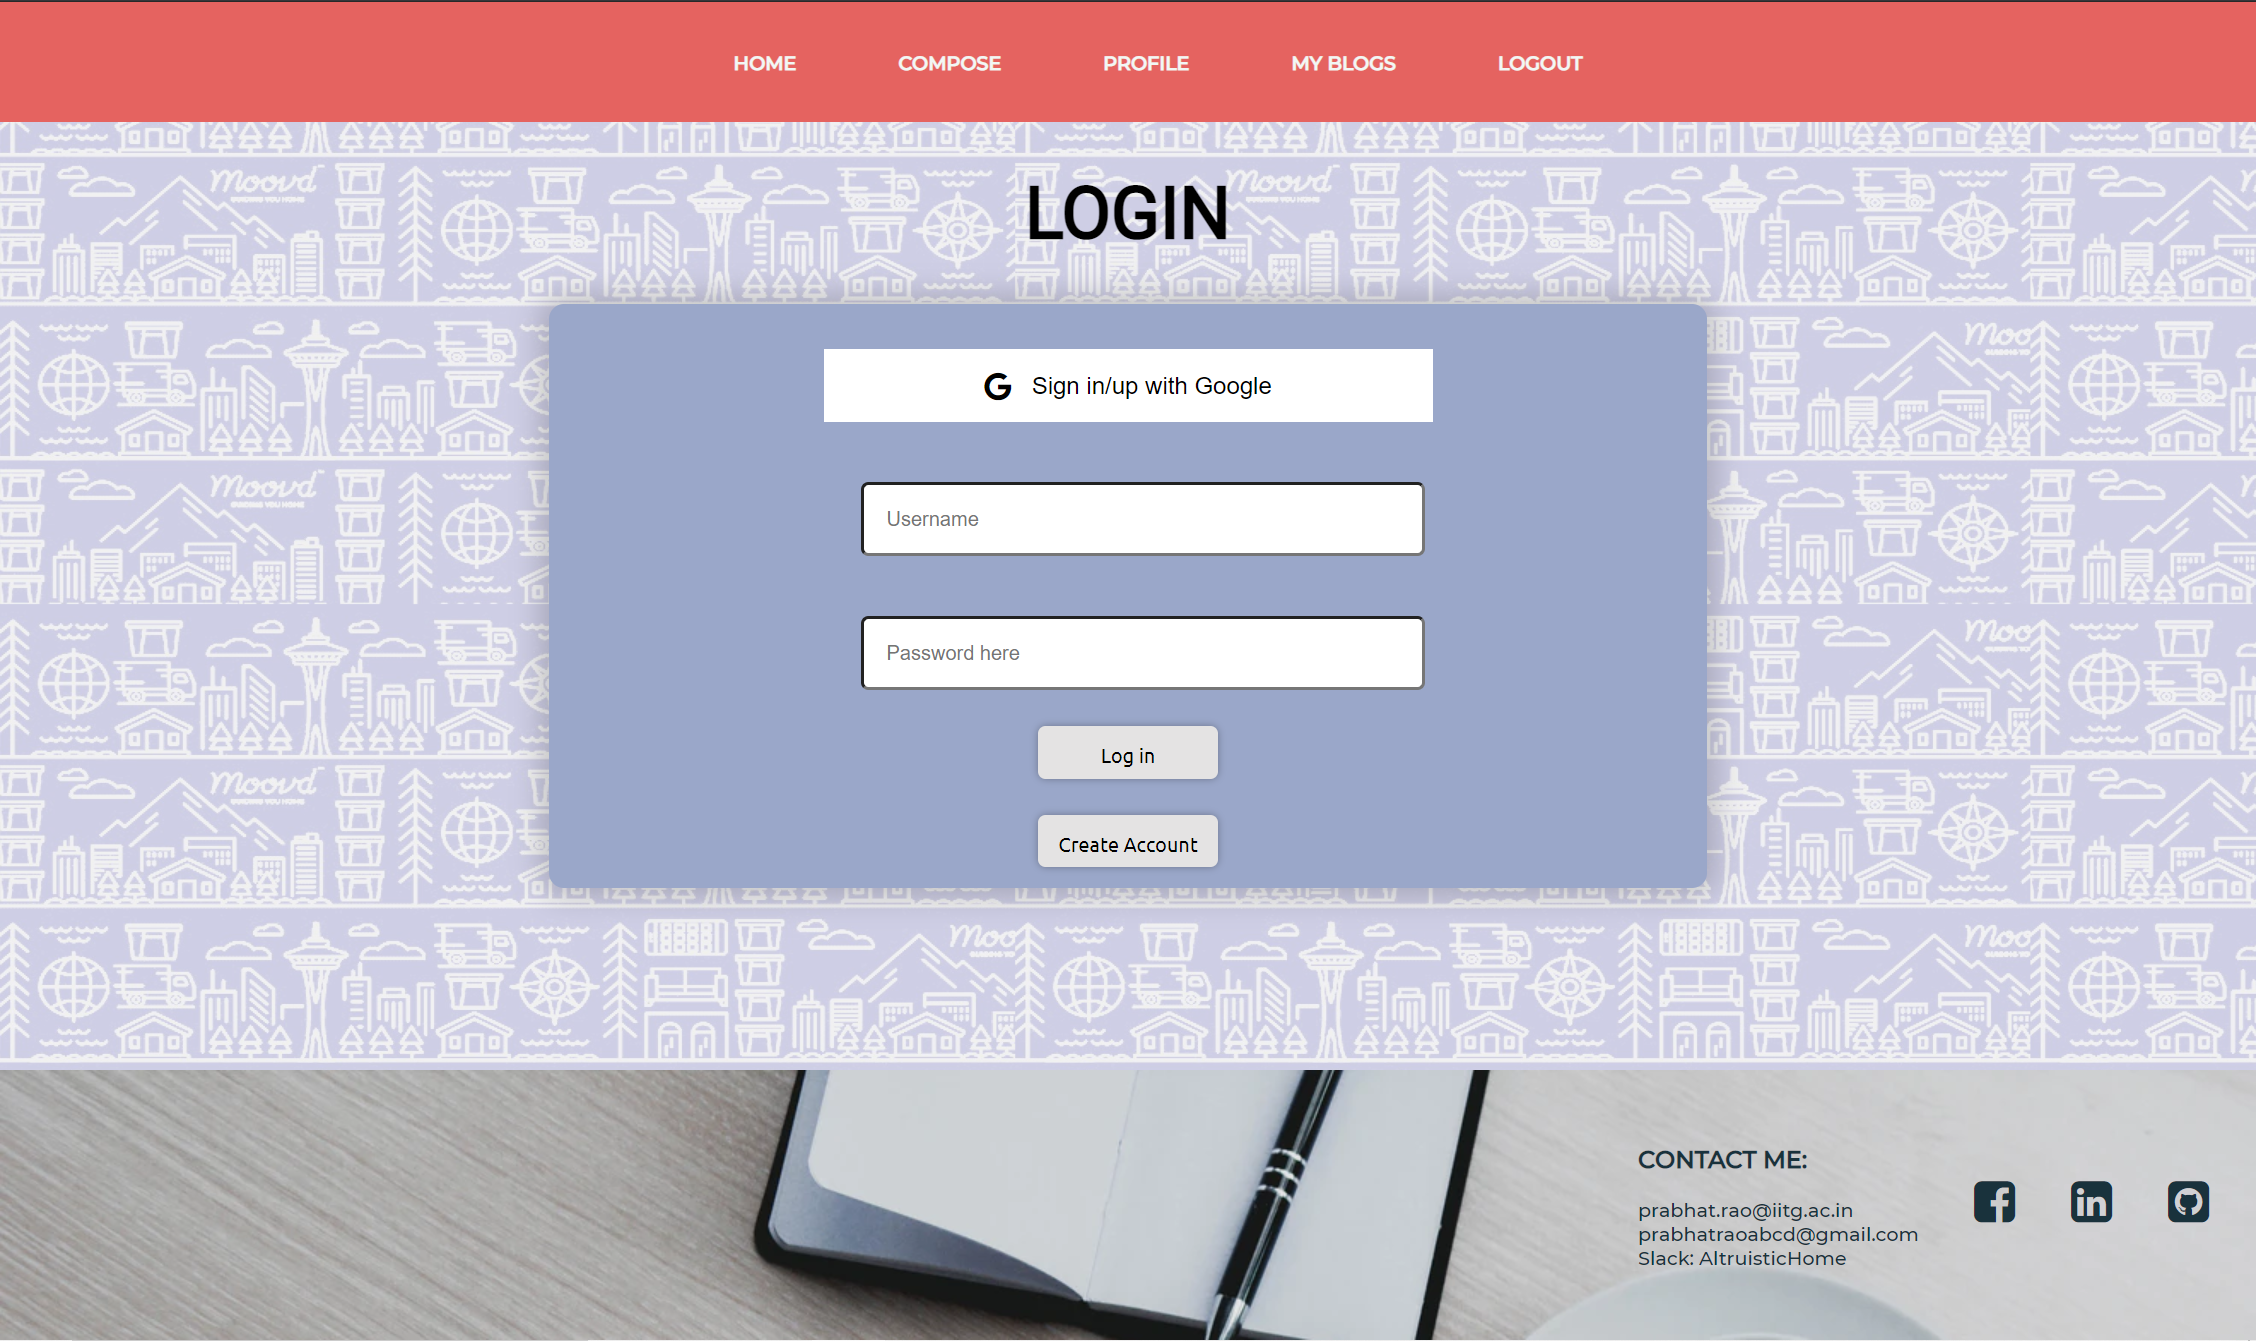 HOME COMPOSE PROFILE MY BLOGS LOGOUT
LOGIN
Sign in/up with Google
Username
Password here
Log in
Create Account
CONTACT ME:
prabhat.rao@iitg.ac.in
prabhatraoabcd@gmail.com
Slack: AltruisticHome
Moovd